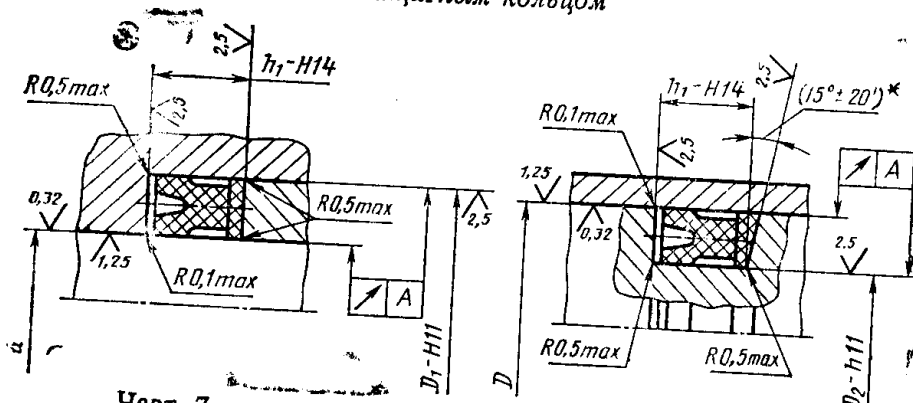 кольцом
2,5
h₁-H14
R0,5max
2,5
0,32
1,25
R0,5max
R0,1max
2,5
A
d
D₁-H11
h₁-H14
2,5
(15°±20')*
R0,1max
2,5
1,25
0,32
A
2.5
R0,5max
R0,5max
D
D₂-h11
Черт. 7